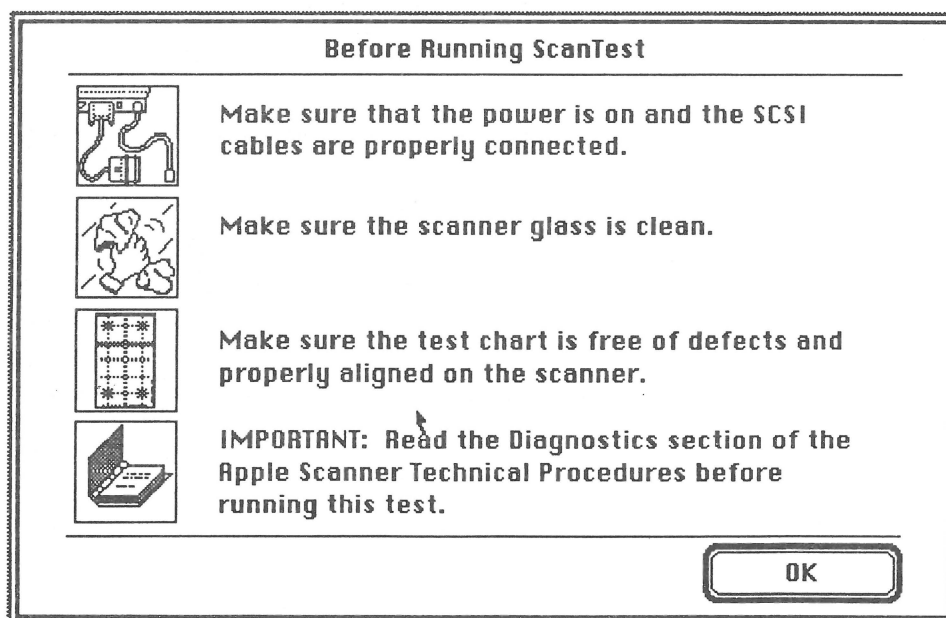 Before Running ScanTest
Make sure that the power is on and the SCSI
cables are properly connected.
Make sure the scanner glass is clean.
Make sure the test chart is free of defects and
properly aligned on the scanner.
IMPORTANT: Read the Diagnostics section of the
Apple Scanner Technical Procedures before
running this test.
OK